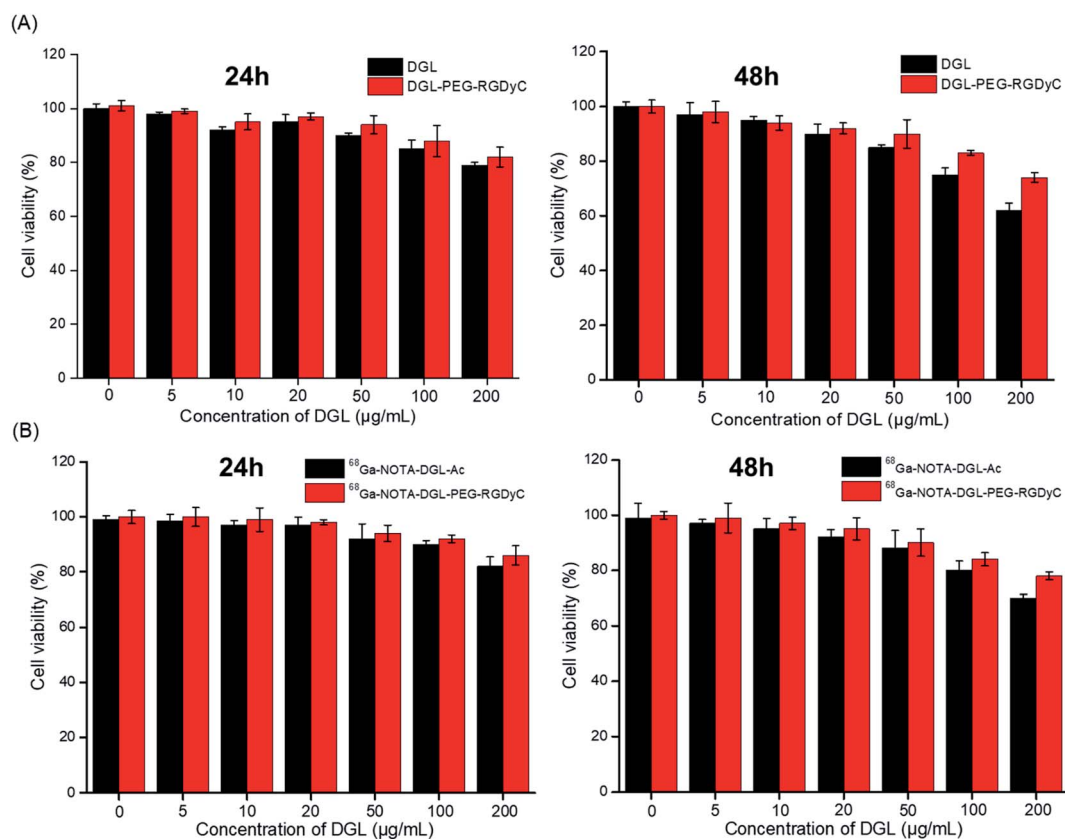 (A)
24h
DGL
DGL-PEG-RGDyC
Cell viability (%)
120
100
80
60
40
20
0
0 5 10 20 50 100 200
Concentration of DGL (µg/mL)
48h
DGL
DGL-PEG-RGDyC
Cell viability (%)
120
100
80
60
40
20
0
0 5 10 20 50 100 200
Concentration of DGL (µg/mL)
(B)
24h
⁶⁸Ga-NOTA-DGL-Ac
⁶⁸Ga-NOTA-DGL-PEG-RGDyC
Cell viability (%)
120
100
80
60
40
20
0
0 5 10 20 50 100 200
Concentration of DGL (µg/mL)
48h
⁶⁸Ga-NOTA-DGL-Ac
⁶⁸Ga-NOTA-DGL-PEG-RGDyC
Cell viability (%)
120
100
80
60
40
20
0
0 5 10 20 50 100 200
Concentration of DGL (µg/mL)